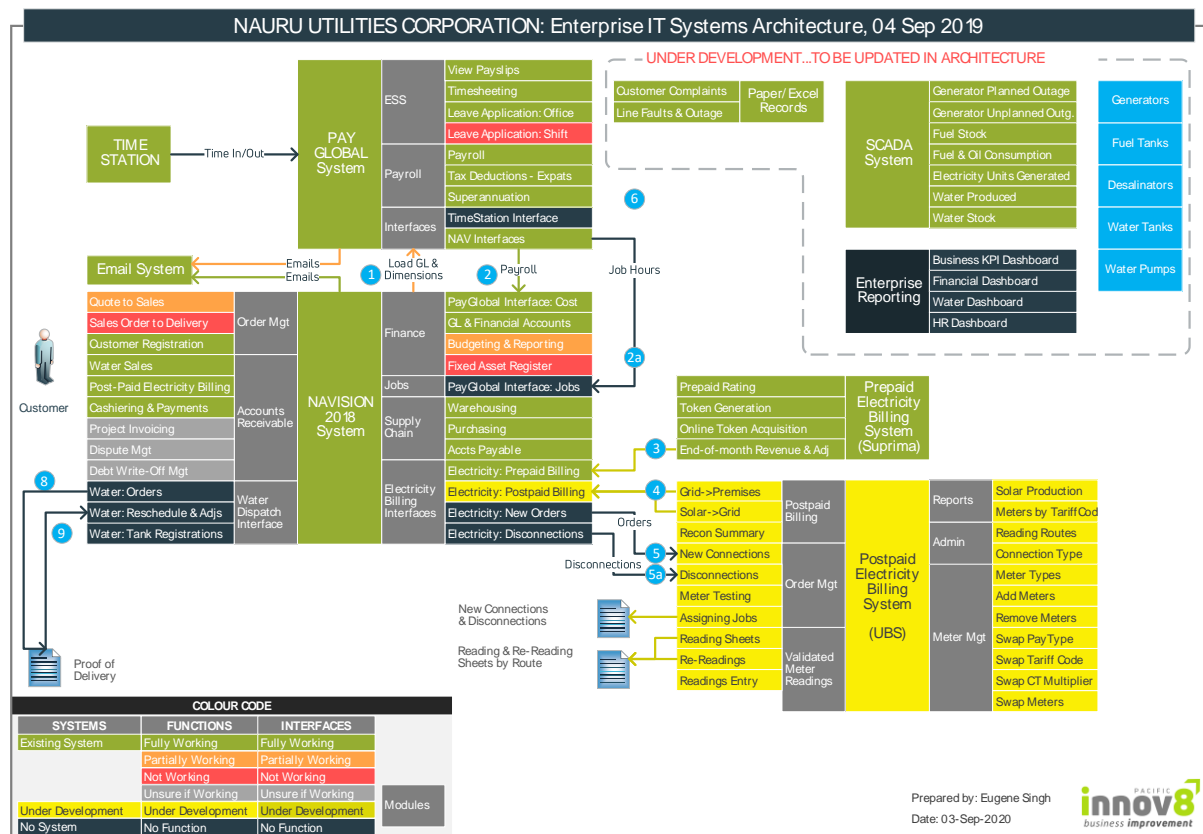 NAURU UTILITIES CORPORATION: Enterprise IT Systems Architecture, 04 Sep 2019
UNDER DEVELOPMENT...TO BE UPDATED IN ARCHITECTURE
TIME
STATION
Time In/Out
PAY
GLOBAL
System
ESS
View Payslips
Timesheeting
Leave Application: Office
Leave Application: Shift
Payroll
Payroll
Tax Deductions - Expats
Superannuation
Interfaces
TimeStation Interface
NAV Interfaces
Customer Complaints
Line Faults & Outage
Paper/ Excel
Records
SCADA
System
Generator Planned Outage
Generator Unplanned Outg.
Fuel Stock
Fuel & Oil Consumption
Electricity Units Generated
Water Produced
Water Stock
Generators
Fuel Tanks
Desalinators
Water Tanks
Water Pumps
Enterprise
Reporting
Business KPI Dashboard
Financial Dashboard
Water Dashboard
HR Dashboard
6
Email System
Emails
Emails
1
Load GL &
Dimensions
2
Payroll
Job Hours
2a
Customer
Quote to Sales
Sales Order to Delivery
Customer Registration
Water Sales
Post-Paid Electricity Billing
Cashiering & Payments
Project Invoicing
Dispute Mgt
Debt Write-Off Mgt
Water: Orders
Water: Reschedule & Adjs
Water: Tank Registrations
Order Mgt
Accounts
Receivable
Water
Dispatch
Interface
NAVISION
2018
System
Finance
Jobs
Supply
Chain
Electricity
Billing
Interfaces
PayGlobal Interface: Cost
GL & Financial Accounts
Budgeting & Reporting
Fixed Asset Register
PayGlobal Interface: Jobs
Warehousing
Purchasing
Accts Payable
Electricity: Prepaid Billing
Electricity: Postpaid Billing
Electricity: New Orders
Electricity: Disconnections
8
9
Proof of
Delivery
Prepaid Rating
Token Generation
Online Token Acquisition
End-of-month Revenue & Adj
Prepaid
Electricity
Billing
System
(Suprima)
3
4
Orders
5
Disconnections
5a
Grid->Premises
Solar->Grid
Recon Summary
New Connections
Disconnections
Meter Testing
Assigning Jobs
Reading Sheets
Re-Readings
Readings Entry
Postpaid
Billing
Order Mgt
Validated
Meter
Readings
Postpaid
Electricity
Billing
System
(UBS)
Reports
Admin
Meter Mgt
Solar Production
Meters by TariffCod
Reading Routes
Connection Type
Meter Types
Add Meters
Remove Meters
Swap PayType
Swap Tariff Code
Swap CT Multiplier
Swap Meters
New Connections
& Disconnections
Reading & Re-Reading
Sheets by Route
COLOUR CODE
SYSTEMS FUNCTIONS INTERFACES
Existing System Fully Working Fully Working
Partially Working Partially Working
Not Working Not Working
Unsure if Working Unsure if Working
Under Development Under Development Under Development
No System No Function No Function
Modules
Prepared by: Eugene Singh
Date: 03-Sep-2020
PACIFIC
innov8
business improvement